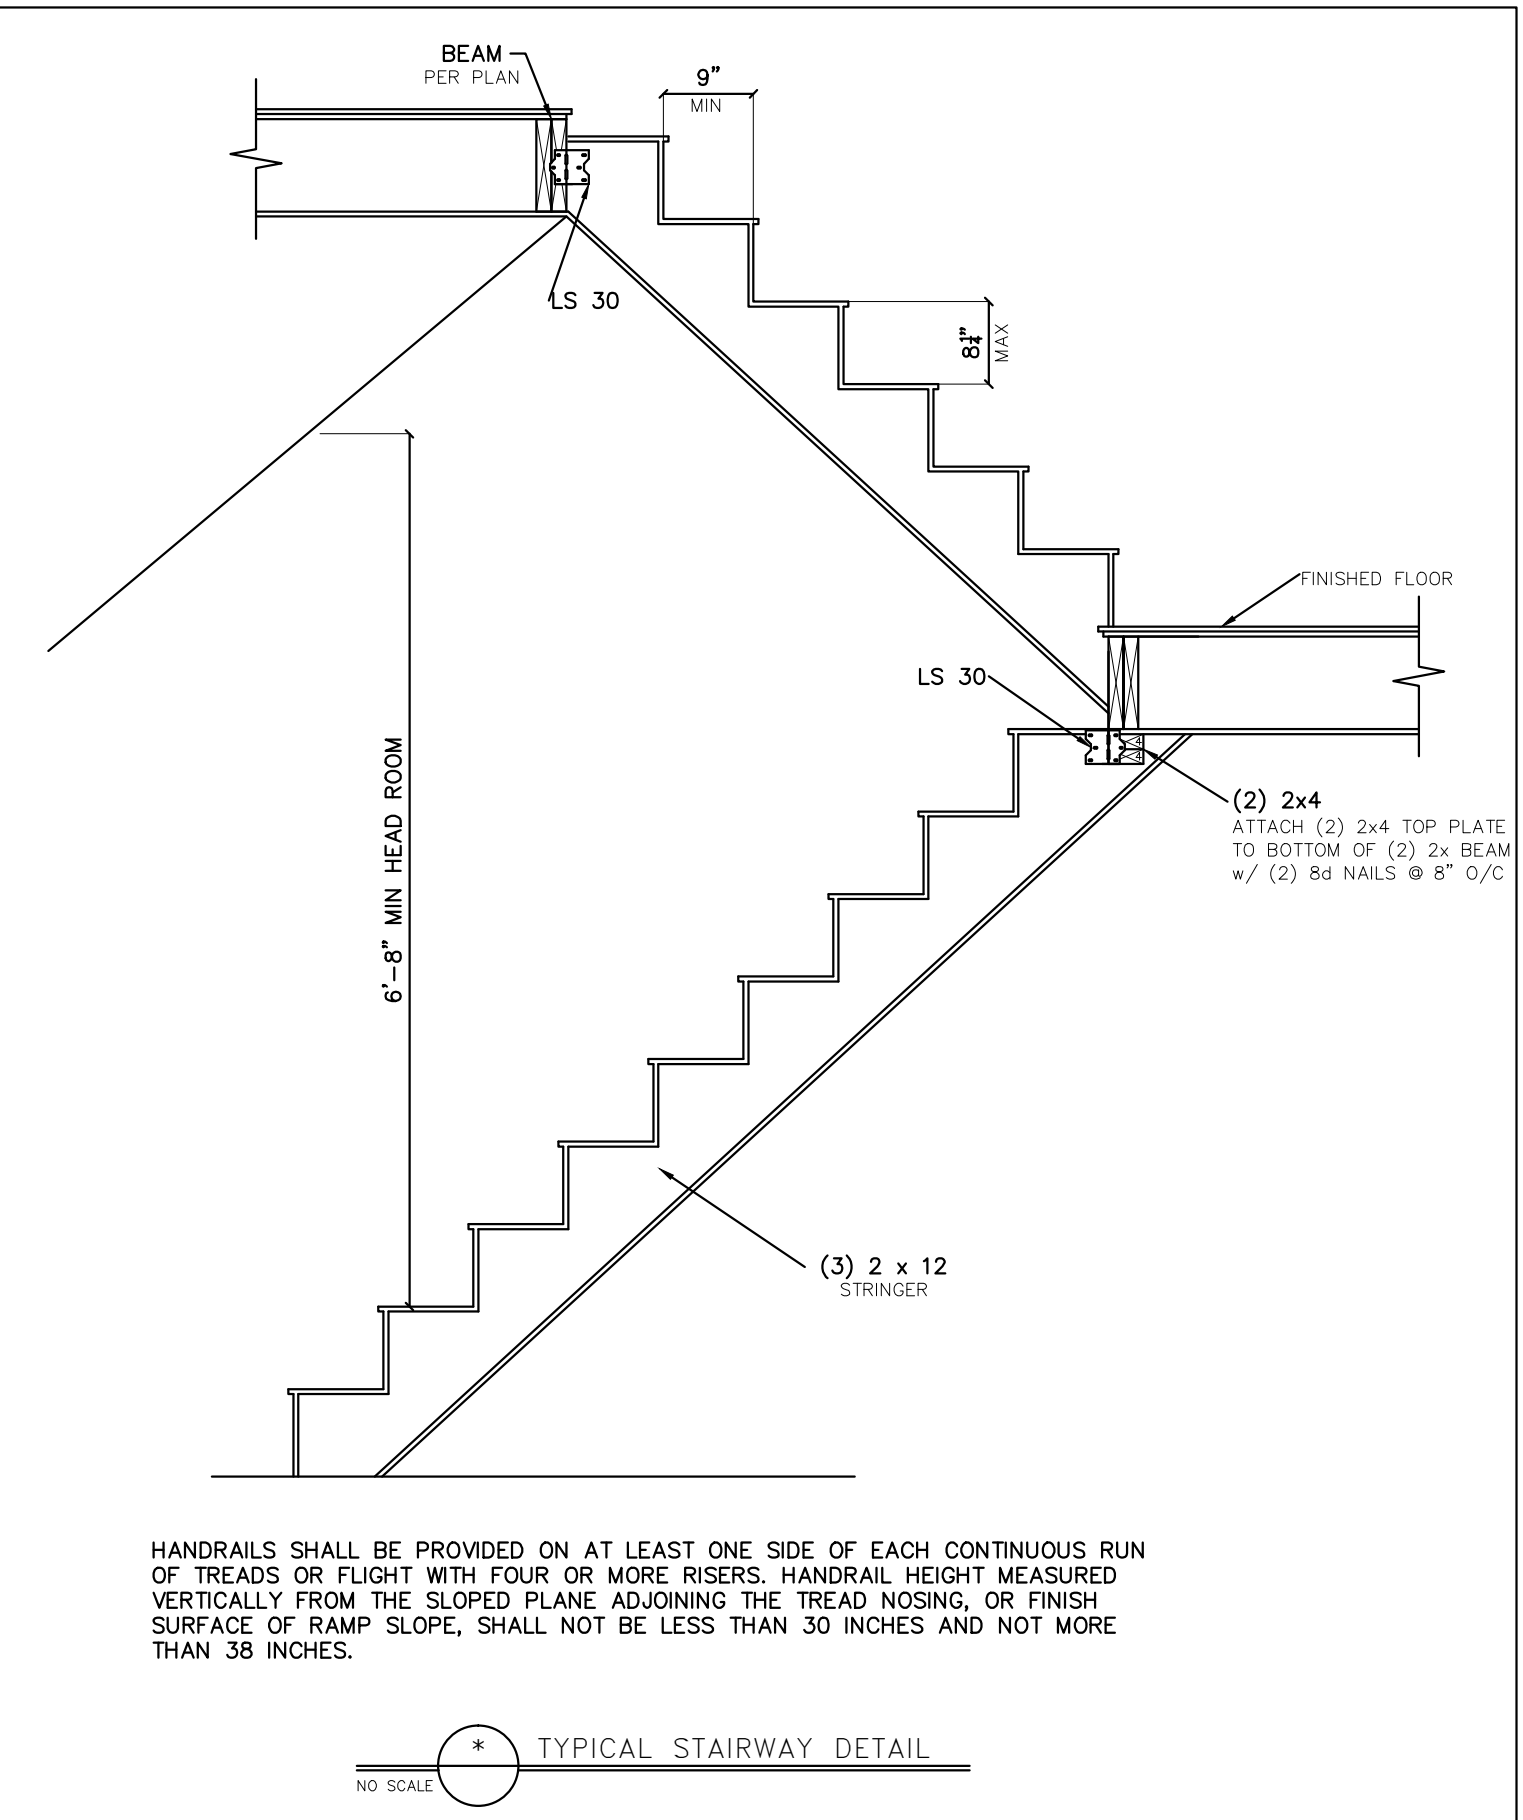 BEAM
PER PLAN
9”
MIN
LS 30
8¼”
MAX
FINISHED FLOOR
LS 30
6’–8” MIN HEAD ROOM
4
4
(2) 2x4
ATTACH (2) 2x4 TOP PLATE
TO BOTTOM OF (2) 2x BEAM
w/ (2) 8d NAILS @ 8” O/C
(3) 2 x 12
STRINGER
HANDRAILS SHALL BE PROVIDED ON AT LEAST ONE SIDE OF EACH CONTINUOUS RUN
OF TREADS OR FLIGHT WITH FOUR OR MORE RISERS. HANDRAIL HEIGHT MEASURED
VERTICALLY FROM THE SLOPED PLANE ADJOINING THE TREAD NOSING, OR FINISH
SURFACE OF RAMP SLOPE, SHALL NOT BE LESS THAN 30 INCHES AND NOT MORE
THAN 38 INCHES.
* TYPICAL STAIRWAY DETAIL
NO SCALE